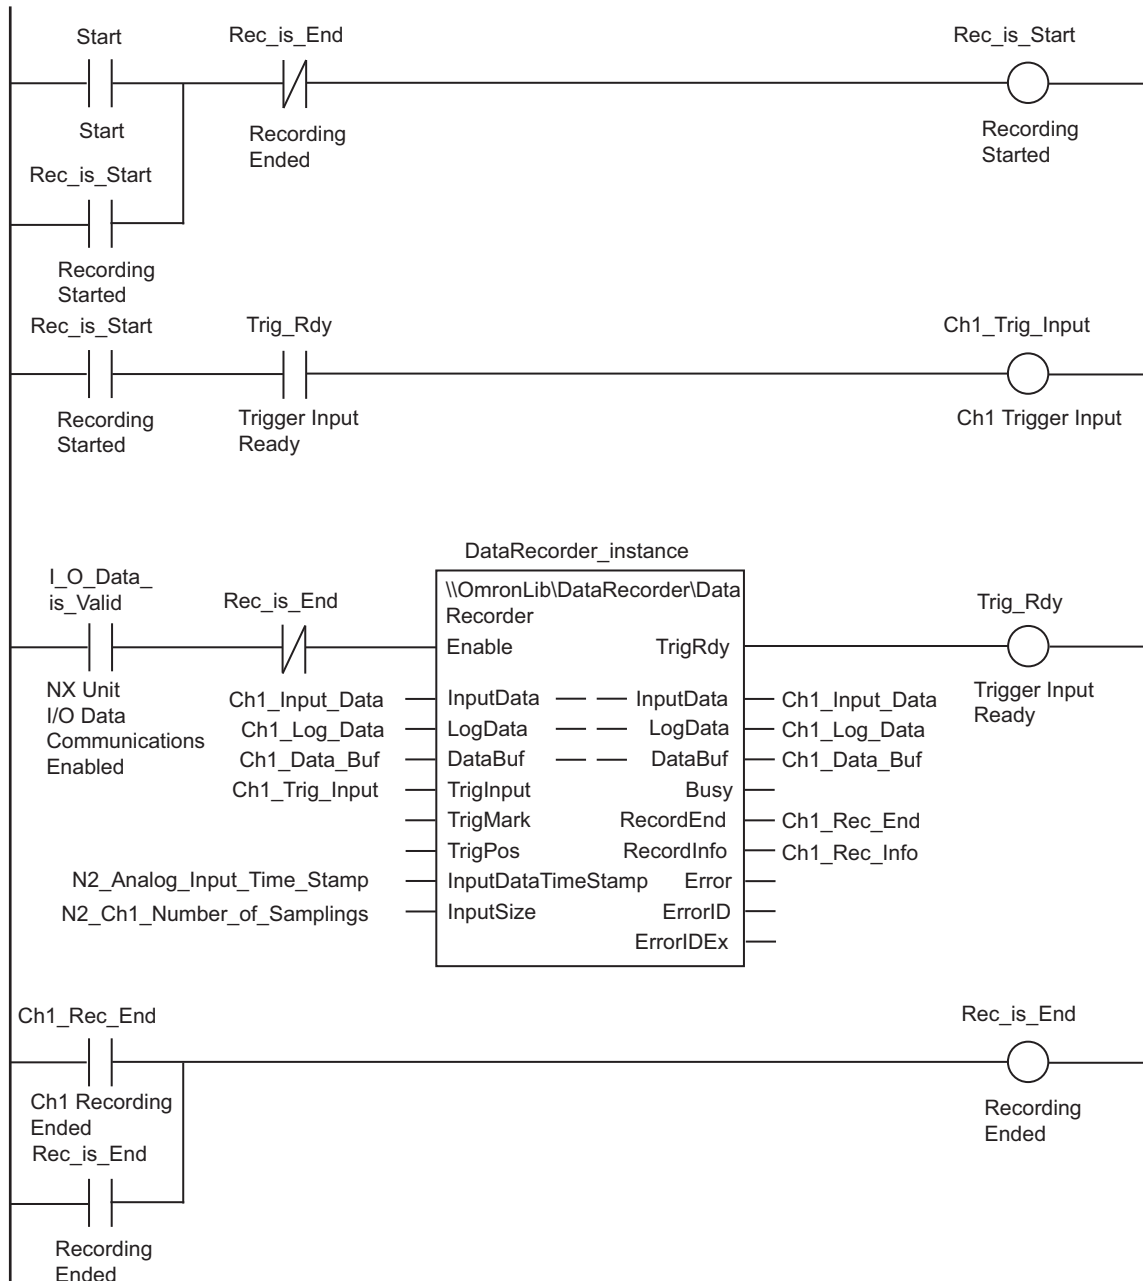 Start
Rec_is_End
Rec_is_Start
Start
Recording
Ended
Recording
Started
Rec_is_Start
Recording
Started
Rec_is_Start
Trig_Rdy
Ch1_Trig_Input
Recording
Started
Trigger Input
Ready
Ch1 Trigger Input
DataRecorder_instance
I_O_Data_
is_Valid
Rec_is_End
\\OmronLib\DataRecorder\Data
Recorder
Trig_Rdy
Enable
TrigRdy
NX Unit
I/O Data
Communications
Enabled
Trigger Input
Ready
Ch1_Input_Data
InputData
InputData
Ch1_Input_Data
Ch1_Log_Data
LogData
LogData
Ch1_Log_Data
Ch1_Data_Buf
DataBuf
DataBuf
Ch1_Data_Buf
Ch1_Trig_Input
TrigInput
Busy
TrigMark
RecordEnd
Ch1_Rec_End
TrigPos
RecordInfo
Ch1_Rec_Info
N2_Analog_Input_Time_Stamp
InputDataTimeStamp
Error
N2_Ch1_Number_of_Samplings
InputSize
ErrorID
ErrorIDEx
Ch1_Rec_End
Rec_is_End
Ch1 Recording
Ended
Recording
Ended
Rec_is_End
Recording
Ended